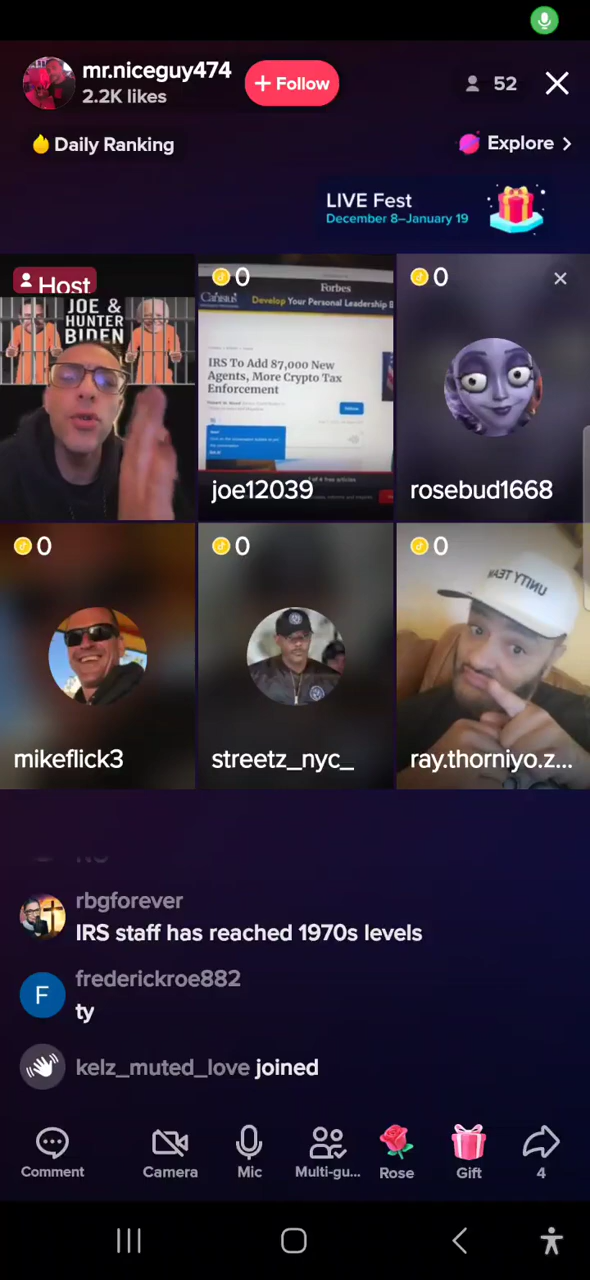 mr.niceguy474
2.2K likes
+ Follow
52
Daily Ranking
Explore >
LIVE Fest
December 8–January 19
Host
JOE &
HUNTER
BIDEN
0
Forbes
Develop Your Personal Leadership B
IRS To Add 87,000 New
Agents, More Crypto Tax
Enforcement
joe12039
0
rosebud1668
0
mikeflick3
0
streetz_nyc_
0
UNITY TEAM
ray.thorniyo.z...
rbgforever
IRS staff has reached 1970s levels
F
frederickroe882
ty
kelz_muted_love joined
Comment
Camera
Mic
Multi-gu...
Rose
Gift
4